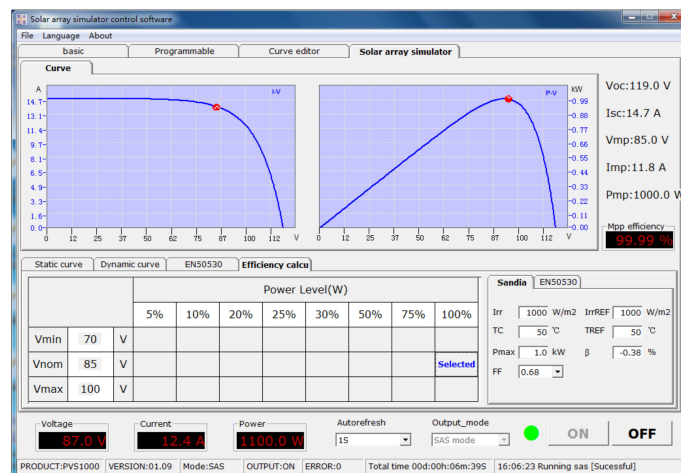 Solar array simulator control software
File Language About
basic Programmable Curve editor Solar array simulator
Curve
A I-V
14.7
13.1
11.4
9.7
8.1
6.5
4.9
3.3
1.6
0.0
0 12 25 37 50 62 75 87 100 112 V
P-V KW
0.99
0.88
0.77
0.66
0.55
0.44
0.33
0.22
0.11
0.00
0 12 25 37 50 62 75 87 100 112 V
Voc:119.0 V
Isc:14.7 A
Vmp:85.0 V
Imp:11.8 A
Pmp:1000.0 W
Mpp efficiency
99.99 %
Static curve Dynamic curve EN50530 Efficiency calcu
Power Level(W)
5% 10% 20% 25% 30% 50% 75% 100%
Vmin 70 V
Vnom 85 V Selected
Vmax 100 V
Sandia EN50530
Irr 1000 W/m2 IrrREF 1000 W/m2
TC 50 ℃ TREF 50 ℃
Pmax 1.0 kW β -0.38 %
FF 0.68
Voltage Current Power Autorefresh Output_mode
87.0 V 12.4 A 1100.0 W 1S SAS mode ON OFF
PRODUCT:PVS1000 VERSION:01.09 Mode:SAS OUTPUT:ON ERROR:0 Total time 00d:00h:06m:39S 16:06:23 Running sas [Sucessful]